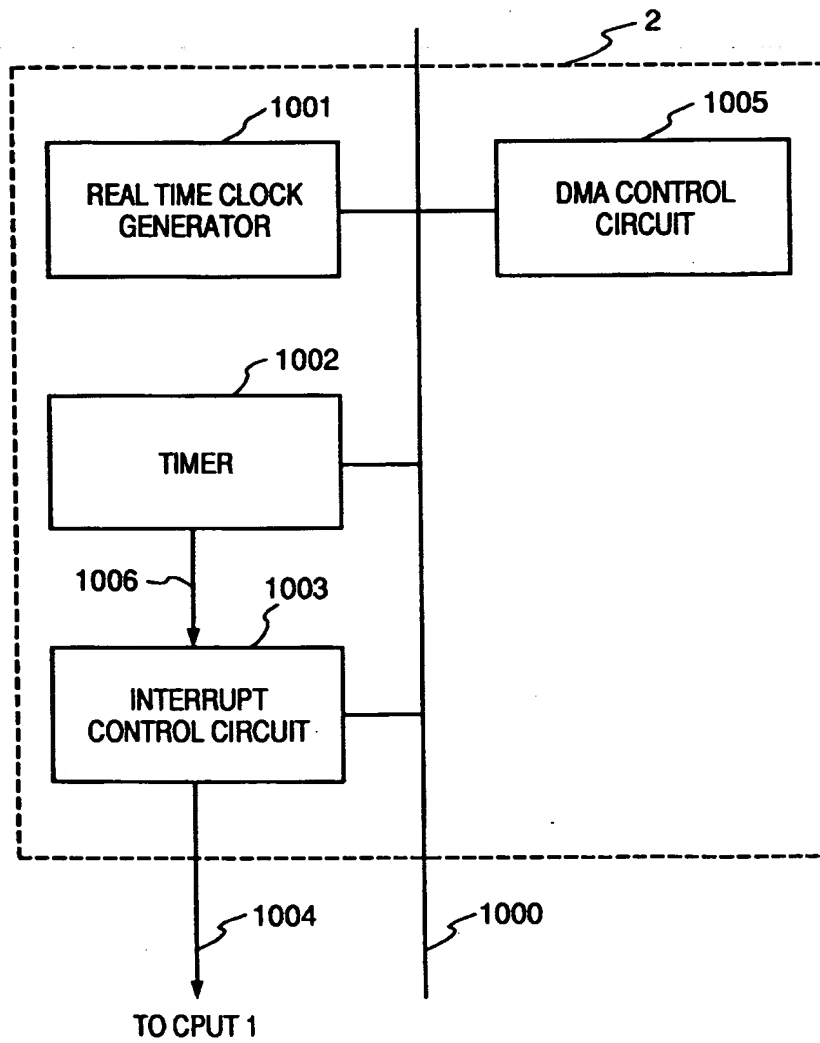 2
1001
1005
REAL TIME CLOCK
GENERATOR
DMA CONTROL
CIRCUIT
1002
TIMER
1006
1003
INTERRUPT
CONTROL CIRCUIT
1004
1000
TO CPUT 1